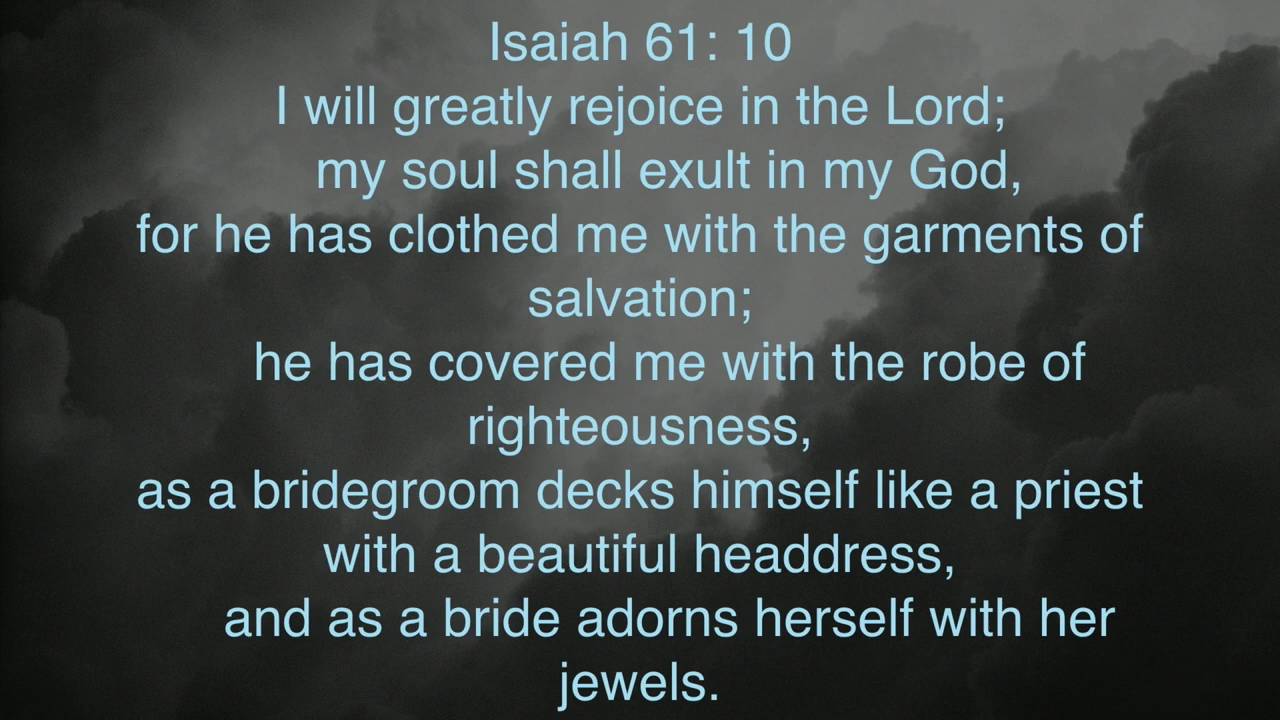 Isaiah 61: 10
I will greatly rejoice in the Lord;
my soul shall exult in my God,
for he has clothed me with the garments of
salvation;
he has covered me with the robe of
righteousness,
as a bridegroom decks himself like a priest
with a beautiful headdress,
and as a bride adorns herself with her
jewels.